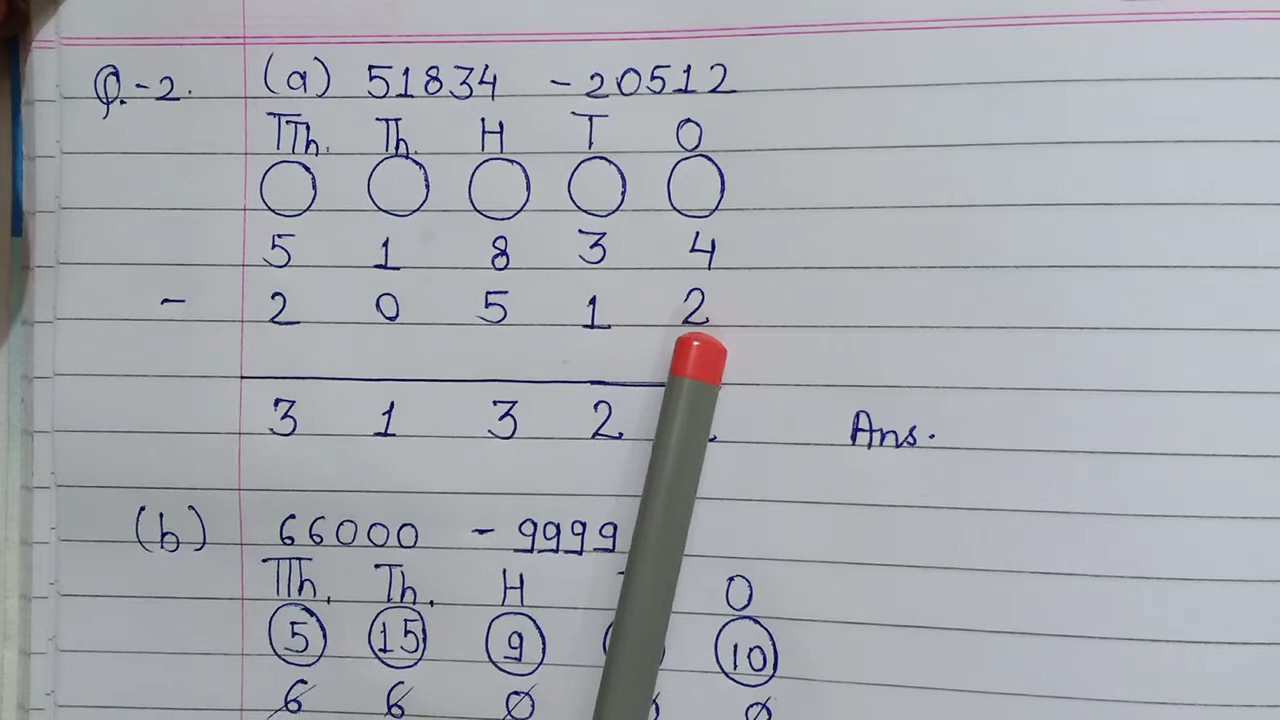 Q.-2. (a) 51834 - 20512
TTh. Th. H T O
5 1 8 3 4
- 2 0 5 1 2
3 1 3 2 Ans.
(b) 66000 - 9999
TTh. Th. H O
5 15 9 10
6 6 0 0